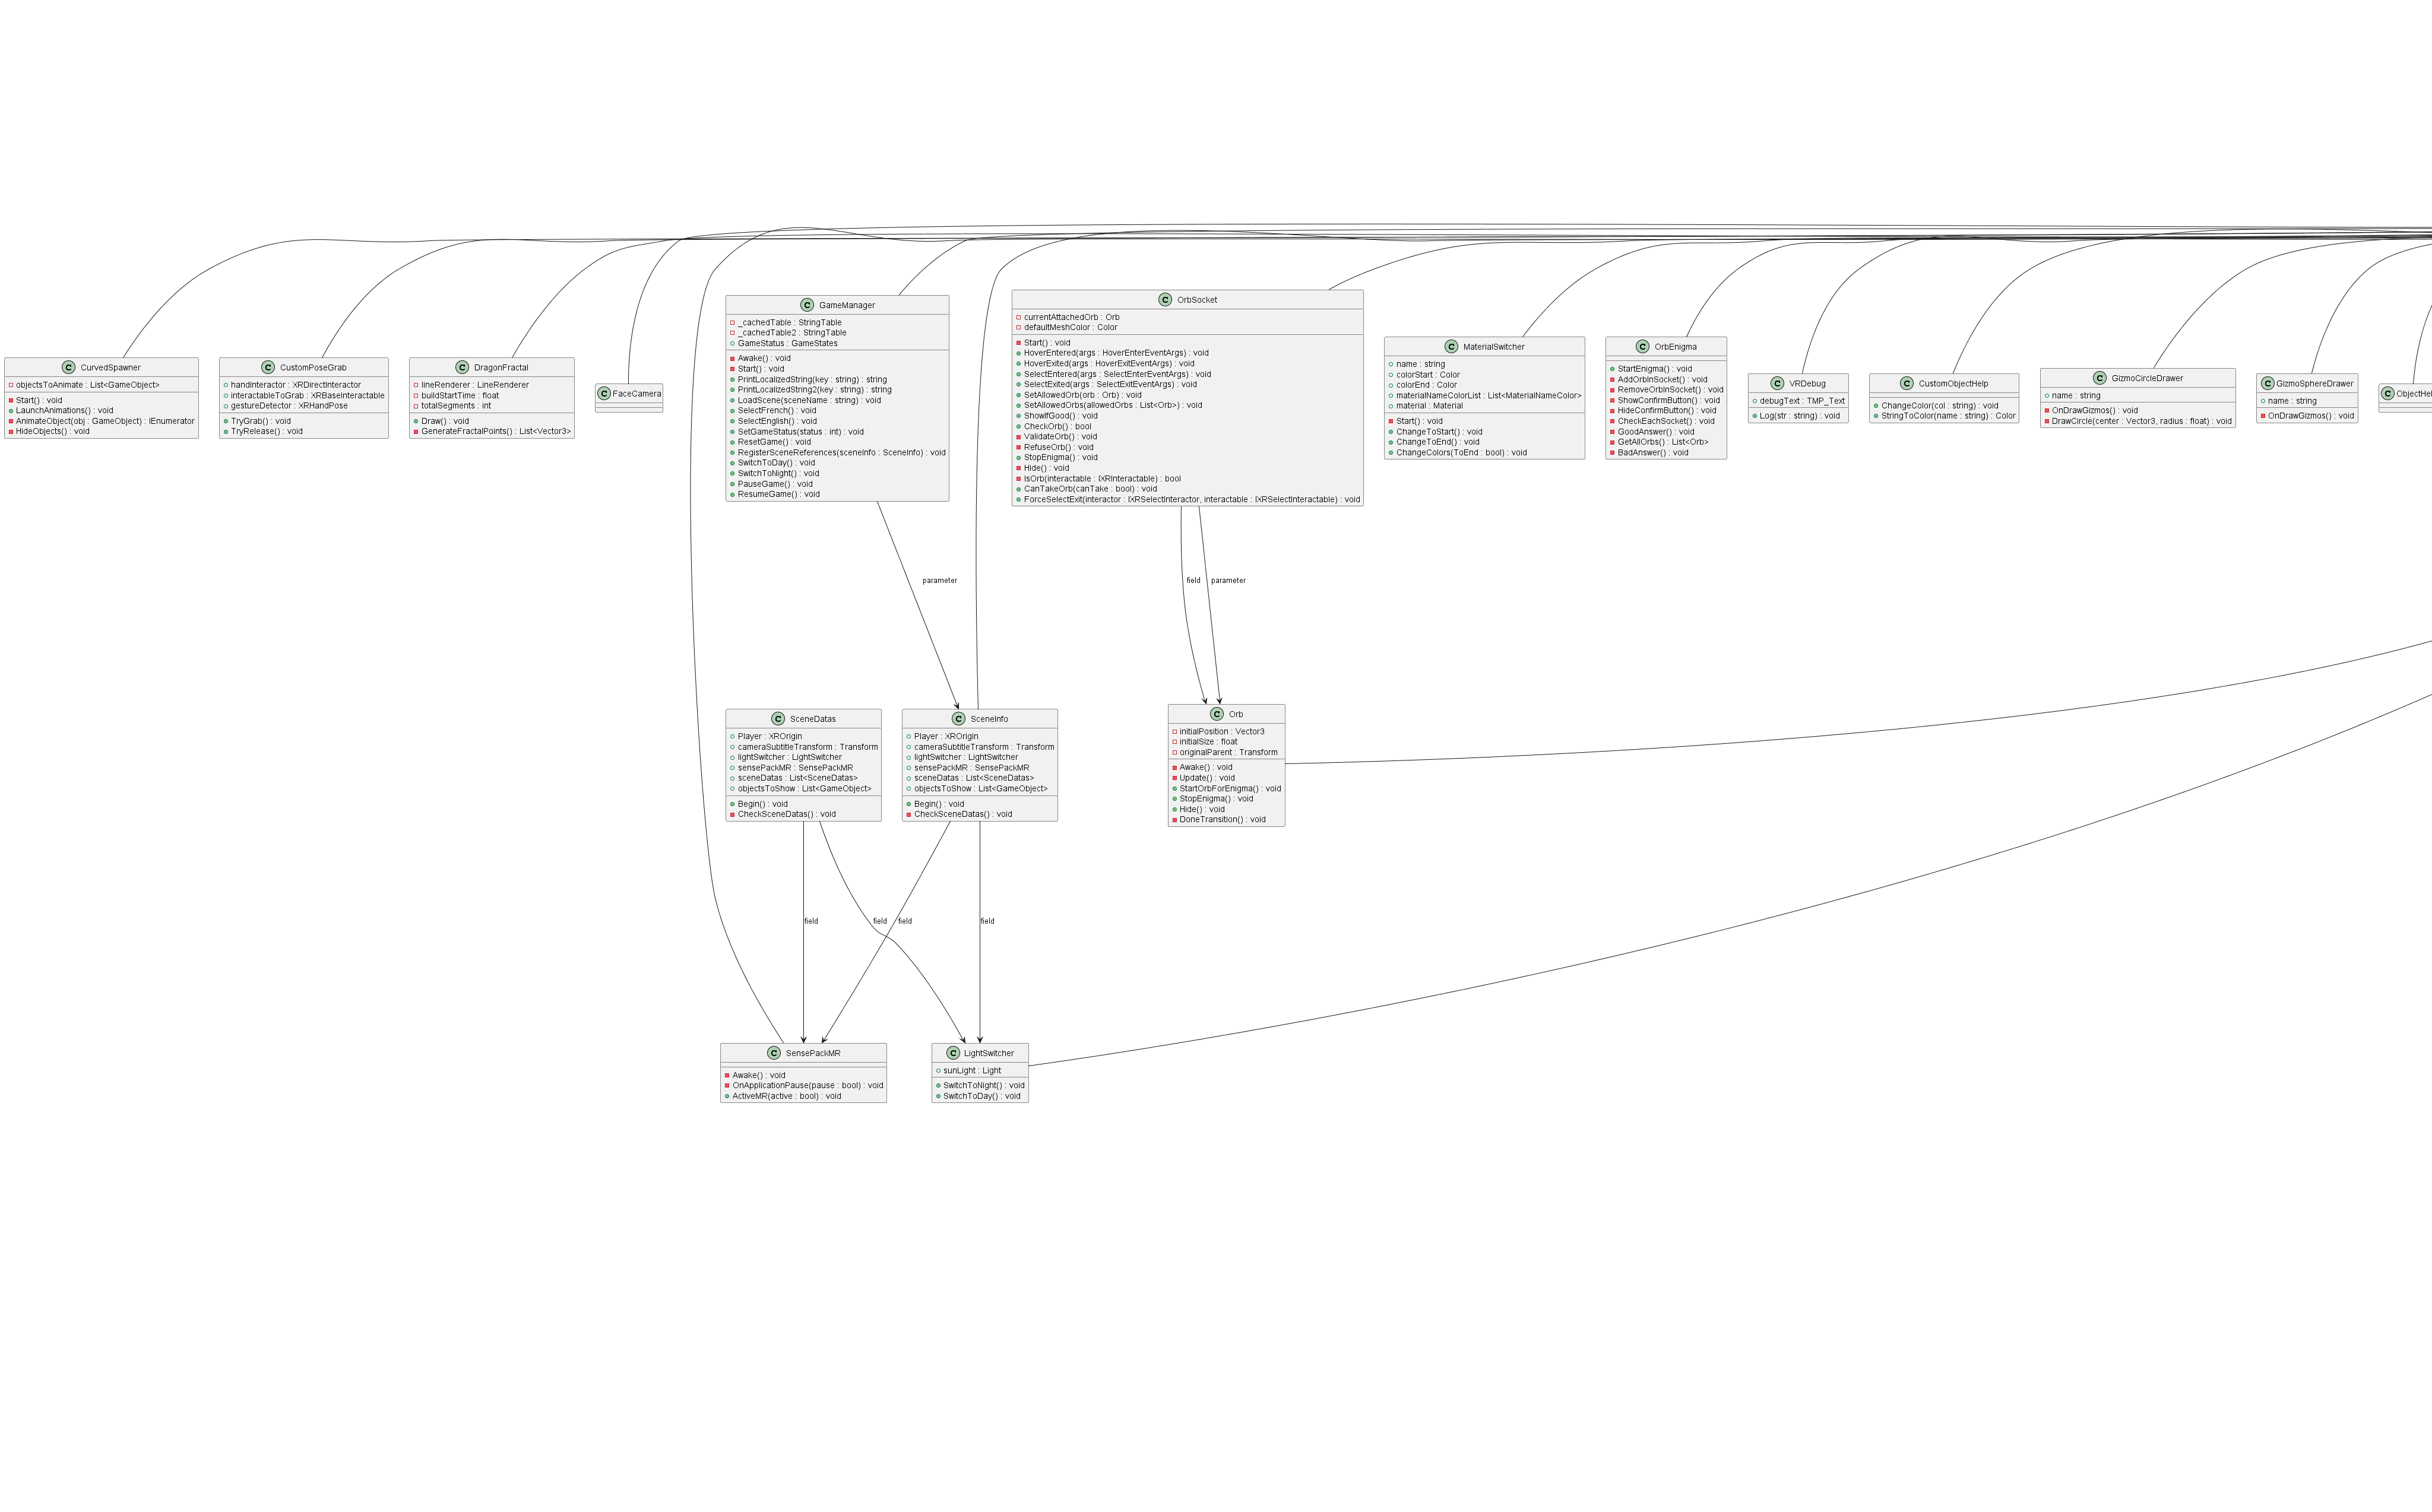 C GameManager
_cachedTable : StringTable
_cachedTable2 : StringTable
GameStatus : GameStates
Awake() : void
Start() : void
PrintLocalizedString(key : string) : string
PrintLocalizedString2(key : string) : string
LoadScene(sceneName : string) : void
SelectFrench() : void
SelectEnglish() : void
SetGameStatus(status : int) : void
ResetGame() : void
RegisterSceneReferences(sceneInfo : SceneInfo) : void
SwitchToDay() : void
SwitchToNight() : void
PauseGame() : void
ResumeGame() : void
C OrbSocket
currentAttachedOrb : Orb
defaultMeshColor : Color
Start() : void
HoverEntered(args : HoverEnterEventArgs) : void
HoverExited(args : HoverExitEventArgs) : void
SelectEntered(args : SelectEnterEventArgs) : void
SelectExited(args : SelectExitEventArgs) : void
SetAllowedOrb(orb : Orb) : void
SetAllowedOrbs(allowedOrbs : List<Orb>) : void
ShowIfGood() : void
CheckOrb() : bool
ValidateOrb() : void
RefuseOrb() : void
StopEnigma() : void
Hide() : void
IsOrb(interactable : IXRInteractable) : bool
CanTakeOrb(canTake : bool) : void
ForceSelectExit(interactor : IXRSelectInteractor, interactable : IXRSelectInteractable) : void
C CurvedSpawner
objectsToAnimate : List<GameObject>
Start() : void
LaunchAnimations() : void
AnimateObject(obj : GameObject) : IEnumerator
HideObjects() : void
C CustomPoseGrab
handInteractor : XRDirectInteractor
interactableToGrab : XRBaseInteractable
gestureDetector : XRHandPose
TryGrab() : void
TryRelease() : void
C DragonFractal
lineRenderer : LineRenderer
buildStartTime : float
totalSegments : int
Draw() : void
GenerateFractalPoints() : List<Vector3>
C FaceCamera
C MaterialSwitcher
name : string
colorStart : Color
colorEnd : Color
materialNameColorList : List<MaterialNameColor>
material : Material
Start() : void
ChangeToStart() : void
ChangeToEnd() : void
ChangeColors(ToEnd : bool) : void
C OrbEnigma
StartEnigma() : void
AddOrbInSocket() : void
RemoveOrbInSocket() : void
ShowConfirmButton() : void
HideConfirmButton() : void
CheckEachSocket() : void
GoodAnswer() : void
GetAllOrbs() : List<Orb>
BadAnswer() : void
C VRDebug
debugText : TMP_Text
Log(str : string) : void
C CustomObjectHelp
ChangeColor(col : string) : void
StringToColor(name : string) : Color
C GizmoCircleDrawer
name : string
OnDrawGizmos() : void
DrawCircle(center : Vector3, radius : float) : void
C GizmoSphereDrawer
name : string
OnDrawGizmos() : void
C ObjectHel
parameter
field
parameter
C SceneDatas
Player : XROrigin
cameraSubtitleTransform : Transform
lightSwitcher : LightSwitcher
sensePackMR : SensePackMR
sceneDatas : List<SceneDatas>
objectsToShow : List<GameObject>
Begin() : void
CheckSceneDatas() : void
C SceneInfo
Player : XROrigin
cameraSubtitleTransform : Transform
lightSwitcher : LightSwitcher
sensePackMR : SensePackMR
sceneDatas : List<SceneDatas>
objectsToShow : List<GameObject>
Begin() : void
CheckSceneDatas() : void
C Orb
initialPosition : Vector3
initialSize : float
originalParent : Transform
Awake() : void
Update() : void
StartOrbForEnigma() : void
StopEnigma() : void
Hide() : void
DoneTransition() : void
field
field
field
field
C SensePackMR
Awake() : void
OnApplicationPause(pause : bool) : void
ActiveMR(active : bool) : void
C LightSwitcher
sunLight : Light
SwitchToNight() : void
SwitchToDay() : void